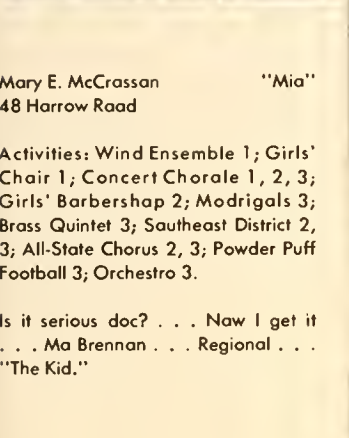 Mary E. McCrassan "Mia"
48 Harrow Raad
Activities: Wind Ensemble 1; Girls'
Chair 1; Concert Chorale 1, 2, 3;
Girls' Barbershap 2; Modrigals 3;
Brass Quintet 3; Sautheast District 2,
3; All-State Chorus 2, 3; Powder Puff
Football 3; Orchestro 3.
Is it serious doc? . . . Naw I get it
. . . Ma Brennan . . . Regional . . .
"The Kid."